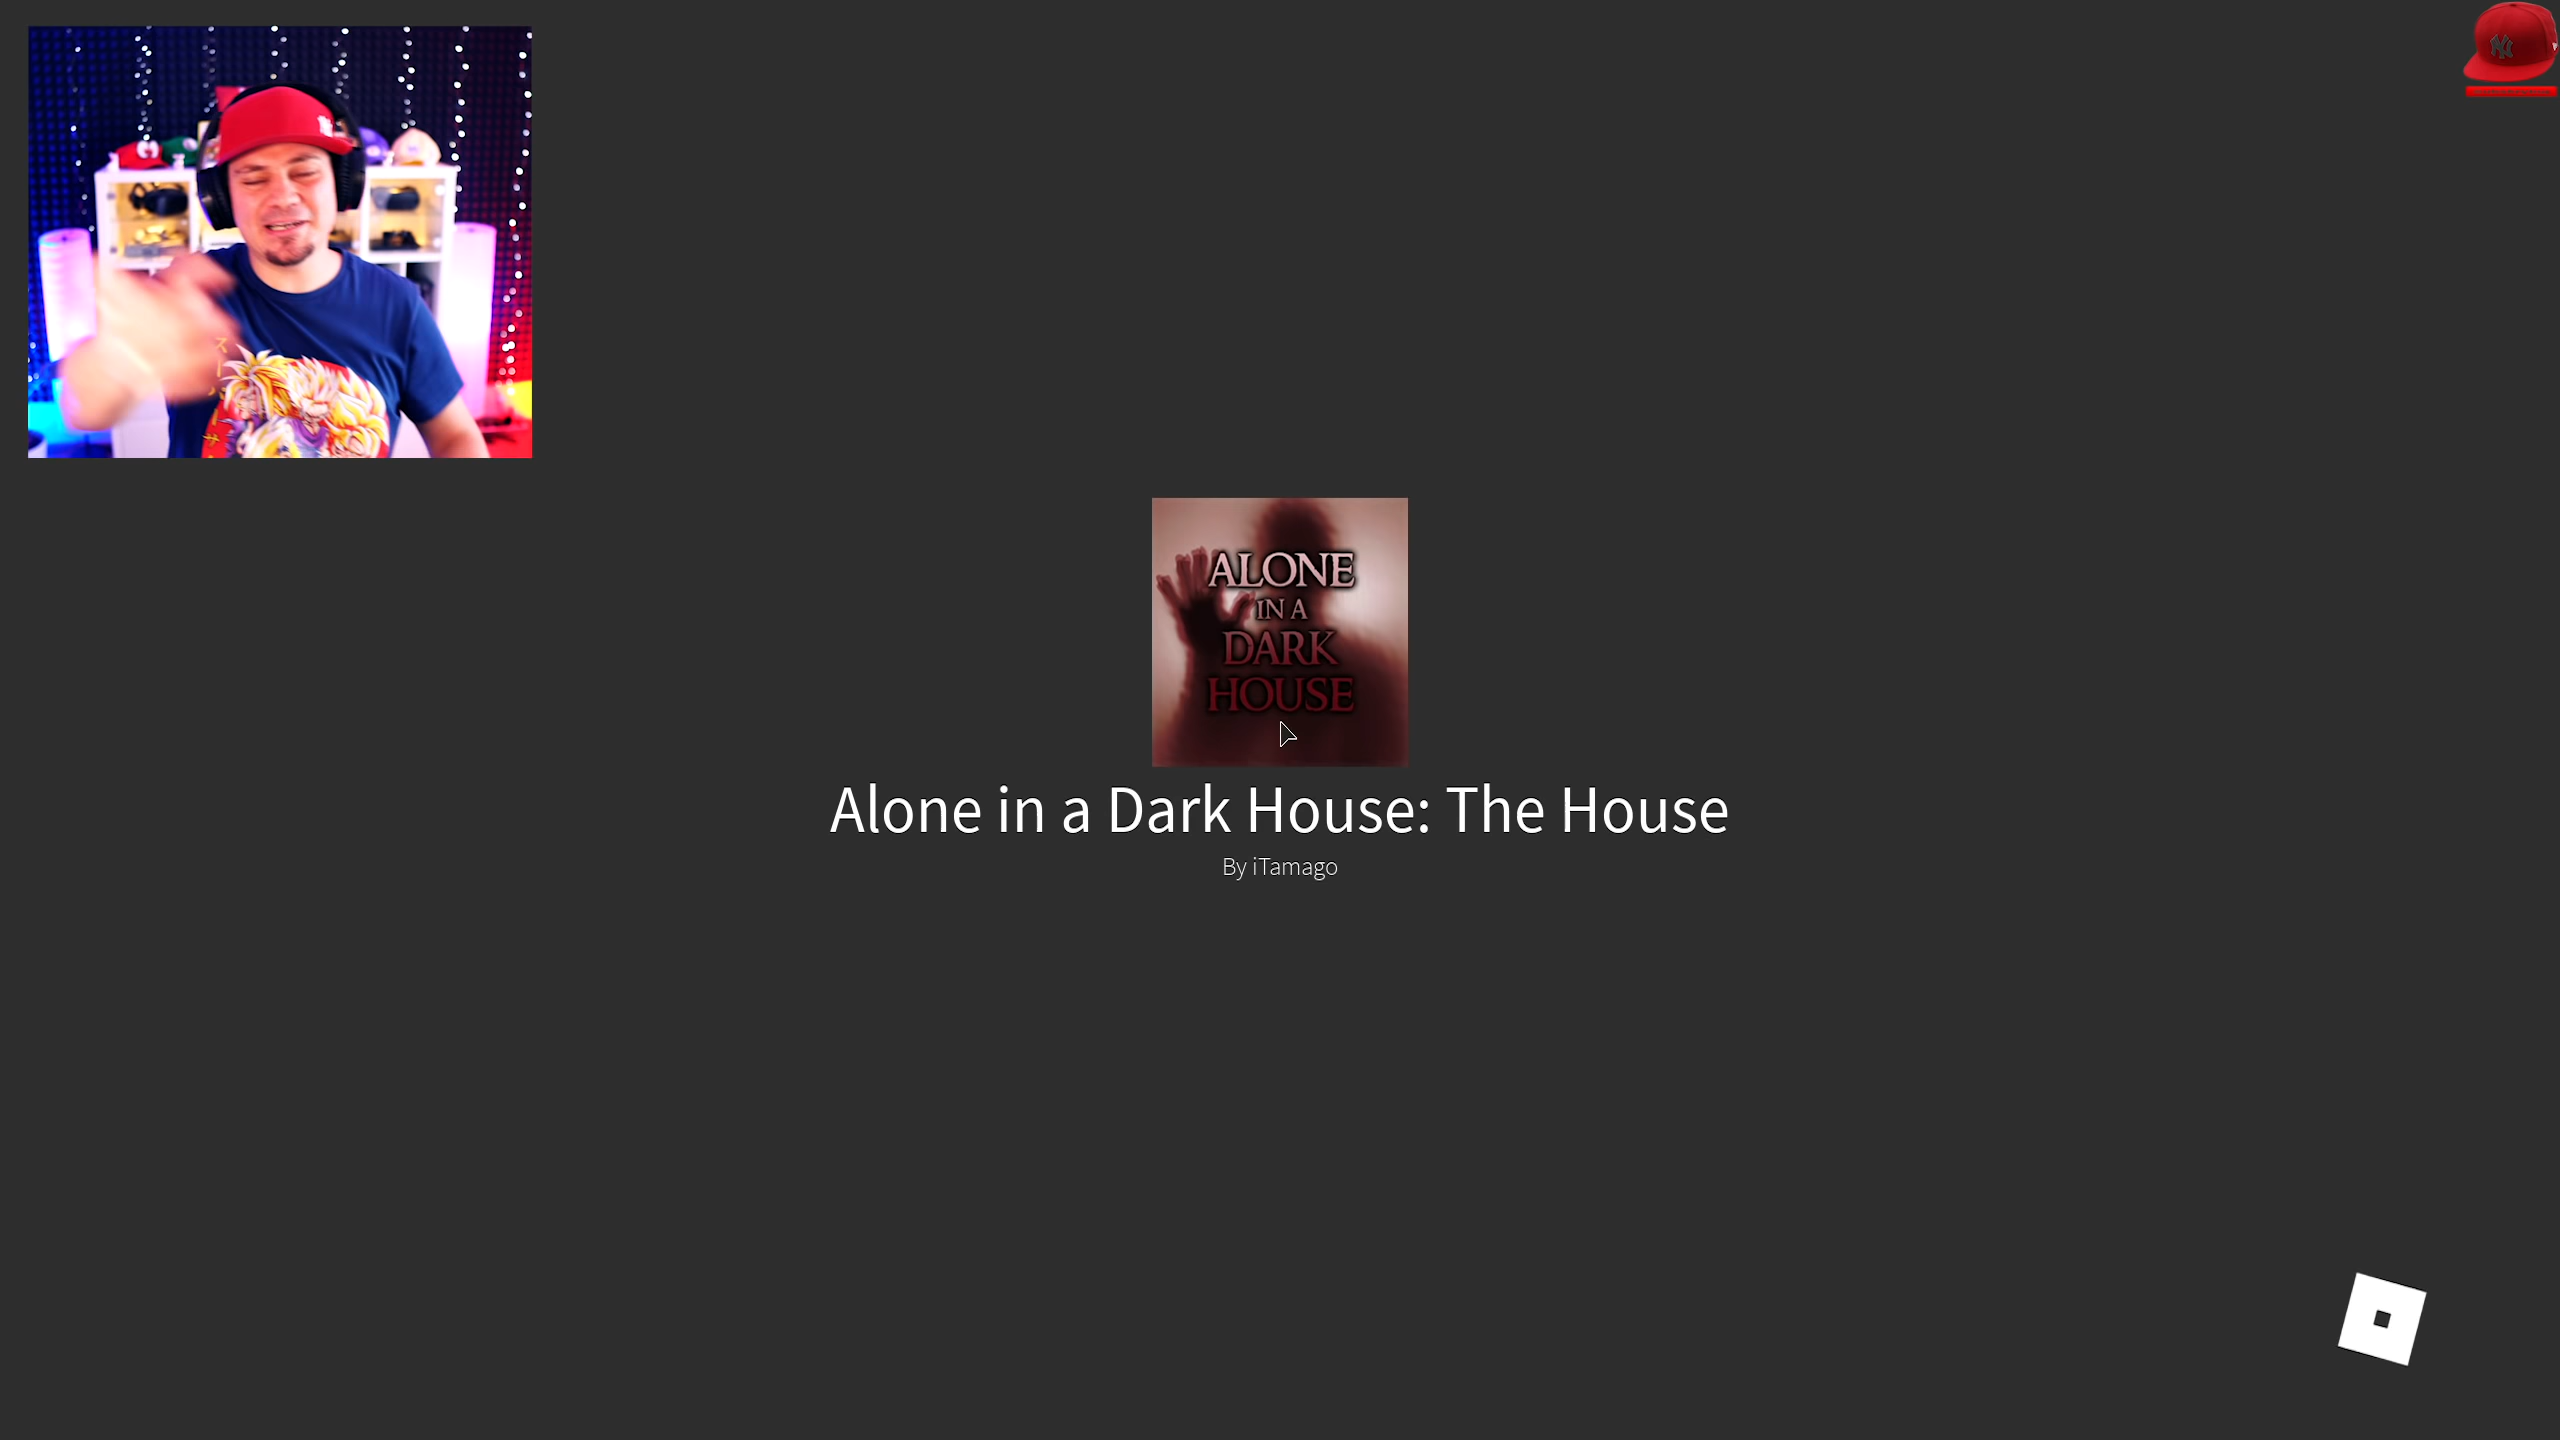 ALONE
IN A
DARK
HOUSE
Alone in a Dark House: The House
By iTamago